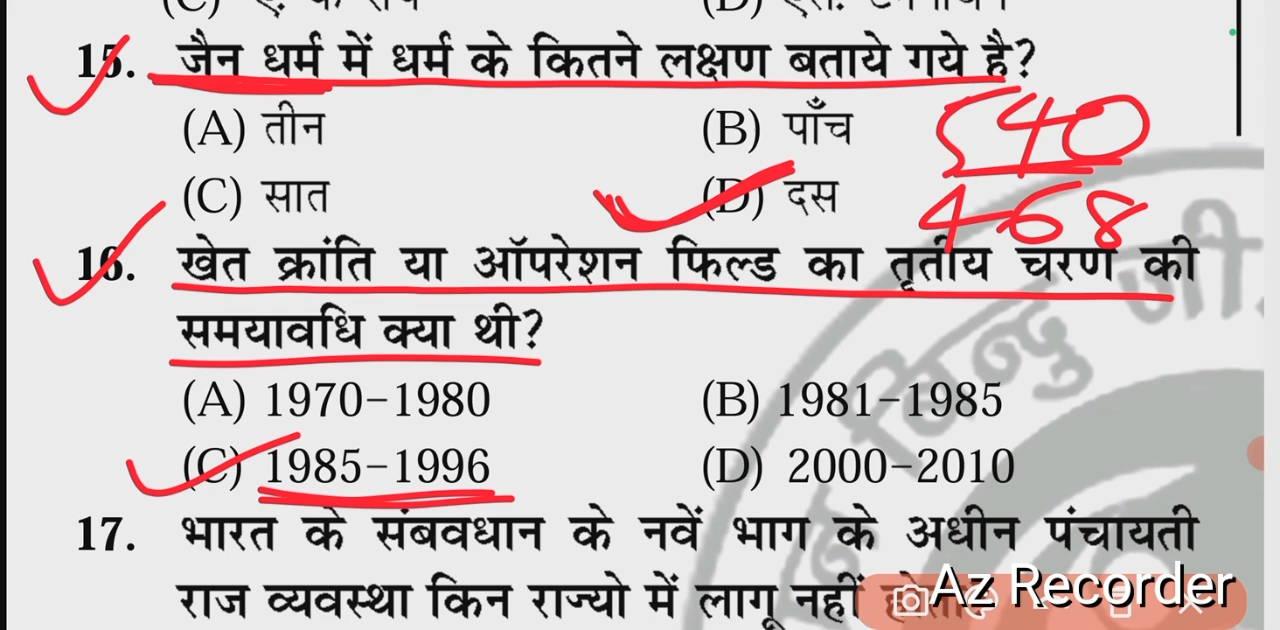 15. जैन धर्म में धर्म के कितने लक्षण बताये गये है?
(A) तीन (B) पाँच 540
(C) सात (D) दस 468
16. खेत क्रांति या ऑपरेशन फिल्ड का तृतीय चरण की
समयावधि क्या थी?
(A) 1970-1980 (B) 1981-1985
(C) 1985-1996 (D) 2000-2010
17. भारत के संबवधान के नवें भाग के अधीन पंचायती
राज व्यवस्था किन राज्यो में लागू नहीं
Az Recorder